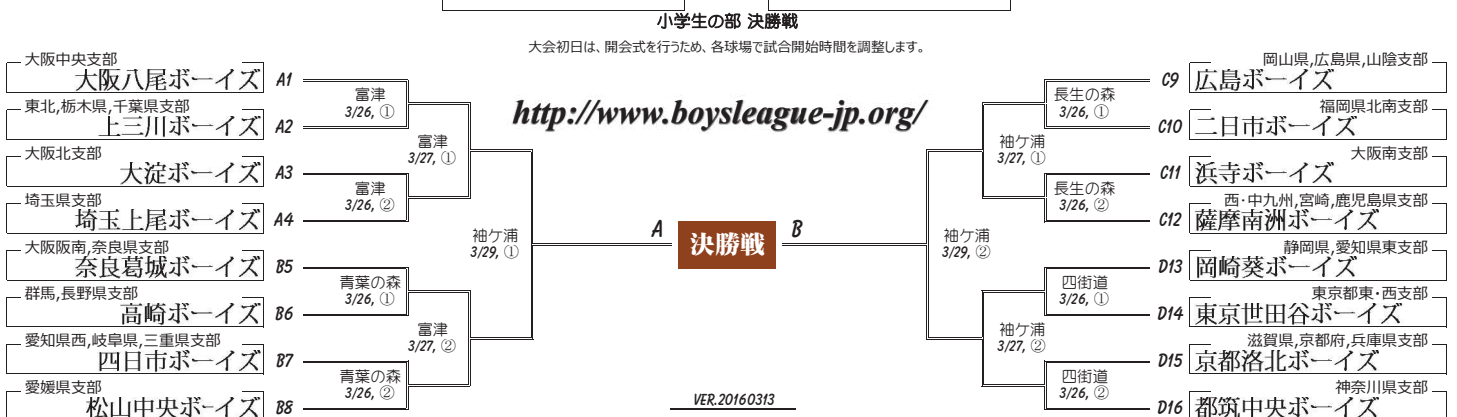 小学生の部 決勝戦
大会初日は、開会式を行うため、各球場で試合開始時間を調整します。
http://www.boysleague-jp.org/
大阪中央支部
大阪八尾ボーイズ A1
東北,栃木県,千葉県支部
上三川ボーイズ A2
大阪北支部
大淀ボーイズ A3
埼玉県支部
埼玉上尾ボーイズ A4
大阪阪南,奈良県支部
奈良葛城ボーイズ B5
群馬,長野県支部
高崎ボーイズ B6
愛知県西,岐阜県,三重県支部
四日市ボーイズ B7
愛媛県支部
松山中央ボーイズ B8
富津
3/26, ①
富津
3/26, ②
青葉の森
3/26, ①
青葉の森
3/26, ②
富津
3/27, ①
富津
3/27, ②
袖ケ浦
3/29, ①
A 決勝戦 B
袖ケ浦
3/29, ②
袖ケ浦
3/27, ①
袖ケ浦
3/27, ②
長生の森
3/26, ①
長生の森
3/26, ②
四街道
3/26, ①
四街道
3/26, ②
岡山県,広島県,山陰支部
C9 広島ボーイズ
福岡県北南支部
C10 二日市ボーイズ
大阪南支部
C11 浜寺ボーイズ
西・中九州,宮崎,鹿児島県支部
C12 薩摩南洲ボーイズ
静岡県,愛知県東支部
D13 岡崎葵ボーイズ
東京都東・西支部
D14 東京世田谷ボーイズ
滋賀県,京都府,兵庫県支部
D15 京都洛北ボーイズ
神奈川県支部
D16 都筑中央ボーイズ
VER.20160313